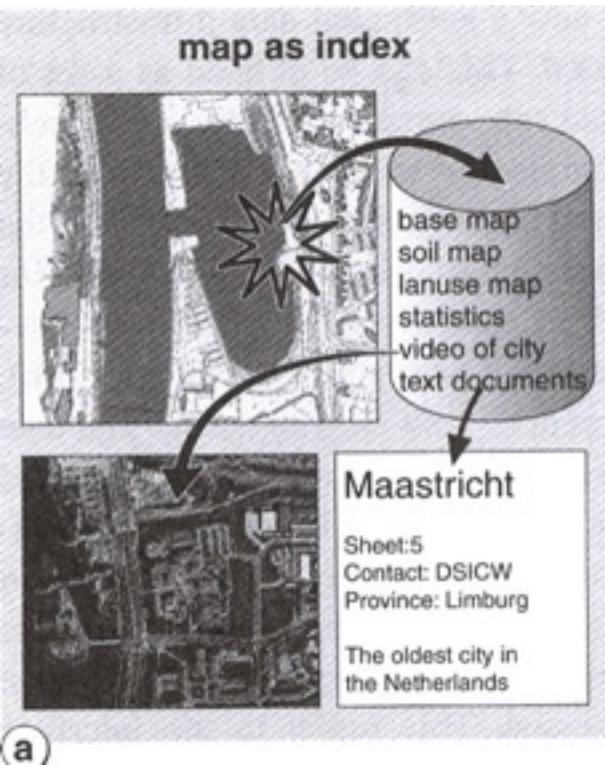 map as index
base map
soil map
lanuse map
statistics
video of city
text documents
Maastricht
Sheet:5
Contact: DSICW
Province: Limburg
The oldest city in
the Netherlands
a